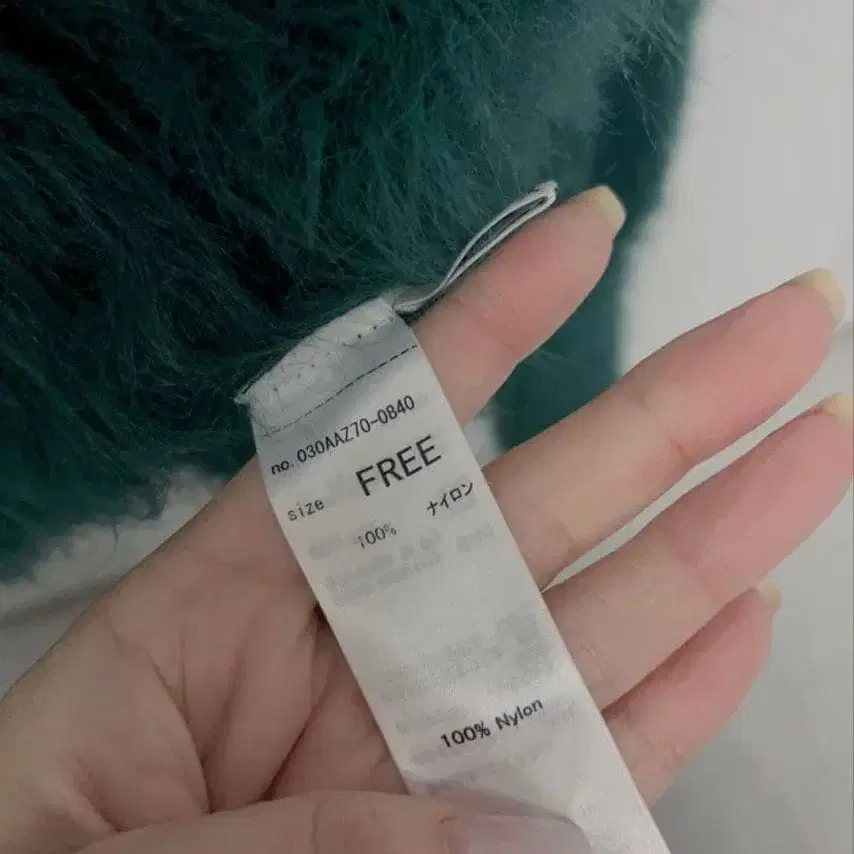 no.030AAZ70-0840
size FREE
100% ナイロン
100% Nylon